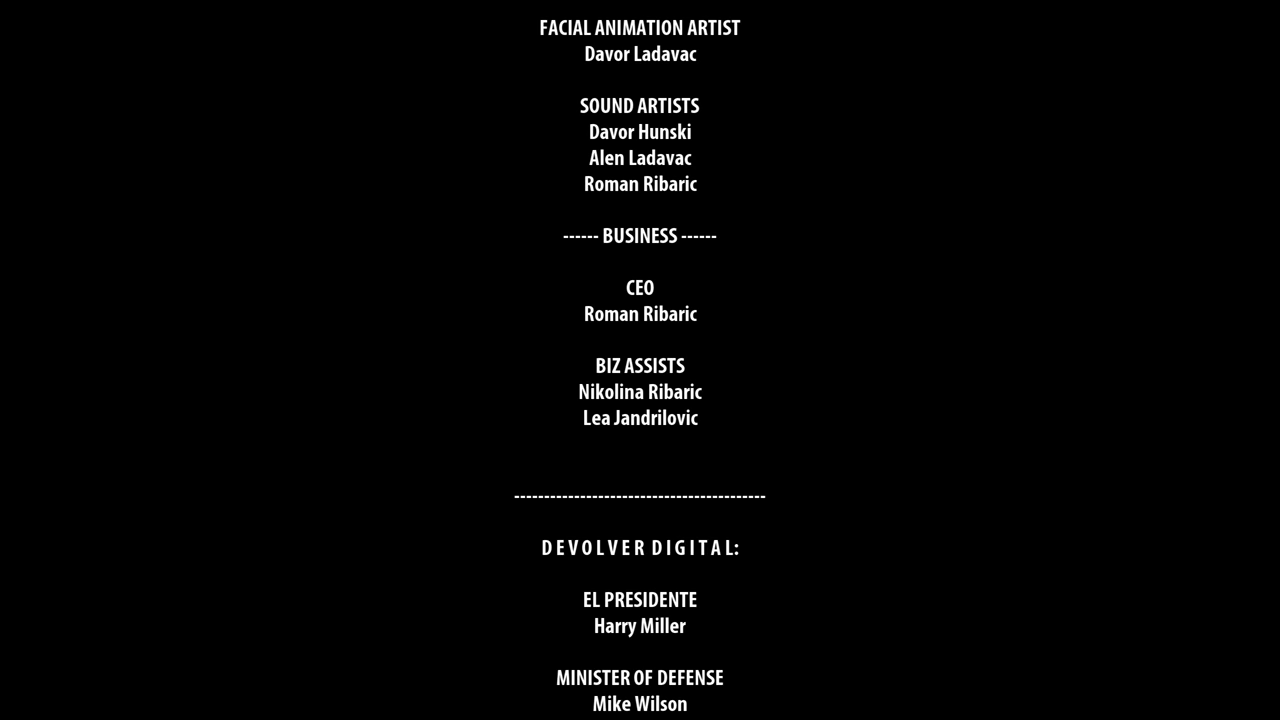 FACIAL ANIMATION ARTIST
Davor Ladavac
SOUND ARTISTS
Davor Hunski
Alen Ladavac
Roman Ribaric
------ BUSINESS ------
CEO
Roman Ribaric
BIZ ASSISTS
Nikolina Ribaric
Lea Jandrilovic
------------------------------------------
D E V O L V E R  D I G I T A L:
EL PRESIDENTE
Harry Miller
MINISTER OF DEFENSE
Mike Wilson